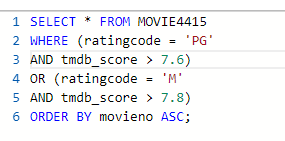 1 SELECT * FROM MOVIE4415
2 WHERE (ratingcode = 'PG'
3 AND tmdb_score > 7.6)
4 OR (ratingcode = 'M'
5 AND tmdb_score > 7.8)
6 ORDER BY movieno ASC;